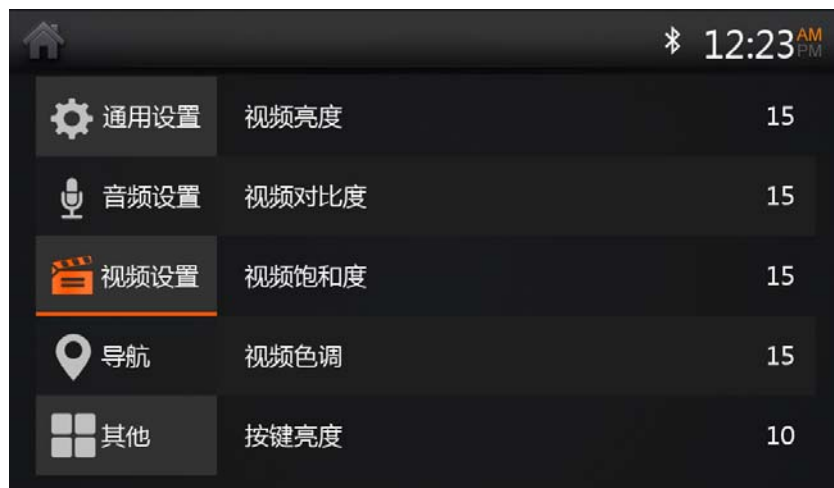 12:23 AM
PM
通用设置 视频亮度 15
音频设置 视频对比度 15
视频设置 视频饱和度 15
导航 视频色调 15
其他 按键亮度 10